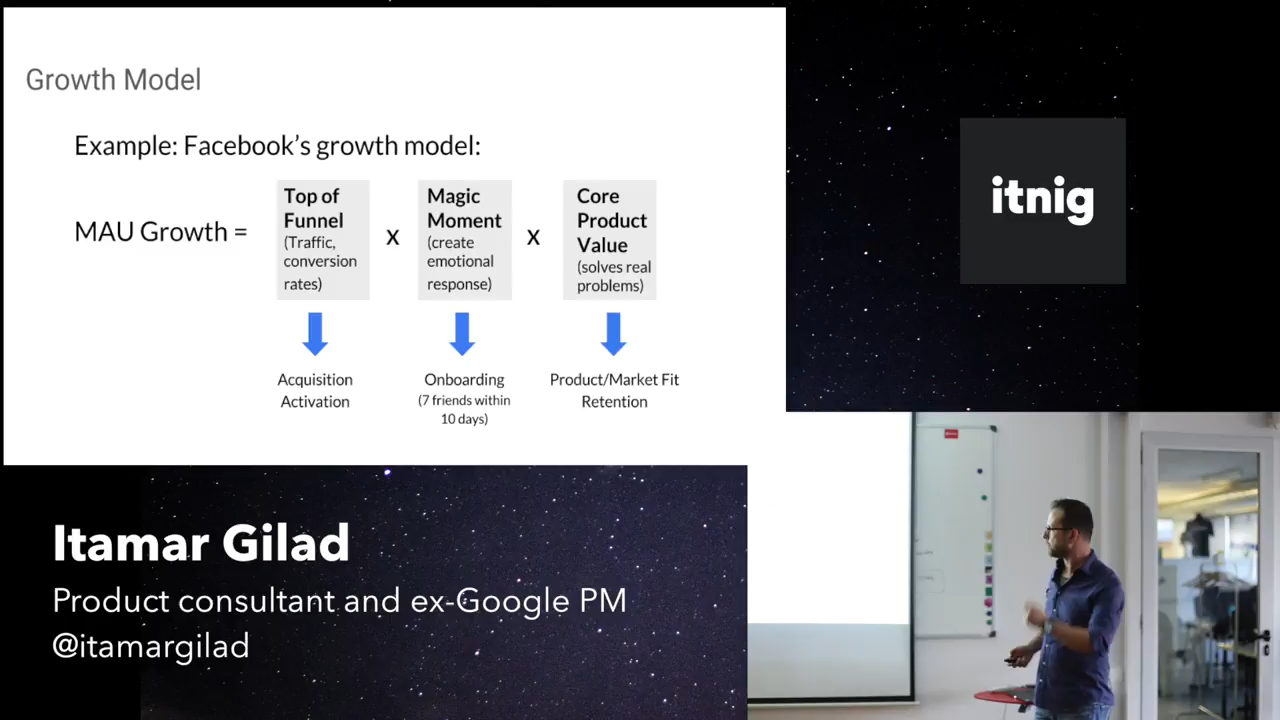 Growth Model
Example: Facebook's growth model:
MAU Growth =
Top of
Funnel
(Traffic,
conversion
rates)
x
Magic
Moment
(create
emotional
response)
x
Core
Product
Value
(solves real
problems)
Acquisition
Activation
Onboarding
(7 friends within
10 days)
Product/Market Fit
Retention
itnig
Itamar Gilad
Product consultant and ex-Google PM
@itamargilad